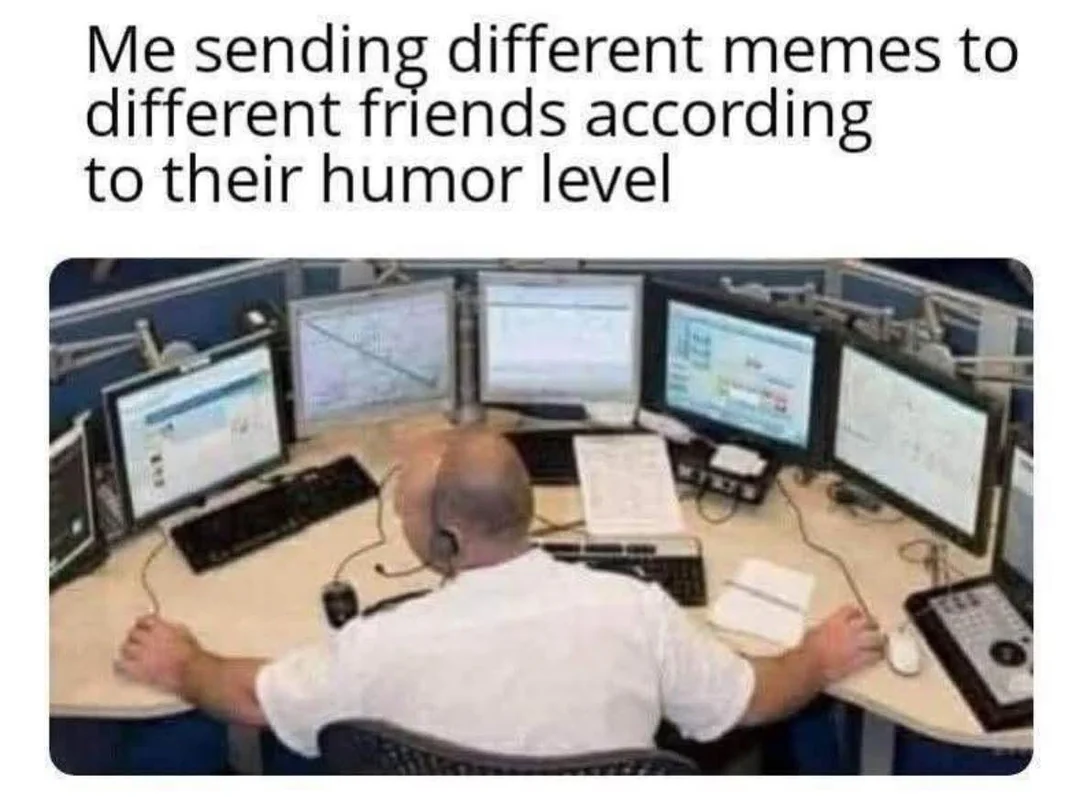 Me sending different memes to
different friends according
to their humor level